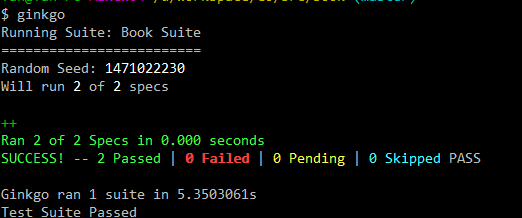 $ ginkgo
Running Suite: Book Suite
=========================
Random Seed: 1471022230
Will run 2 of 2 specs
++
Ran 2 of 2 Specs in 0.000 seconds
SUCCESS! -- 2 Passed | 0 Failed | 0 Pending | 0 Skipped PASS
Ginkgo ran 1 suite in 5.3503061s
Test Suite Passed